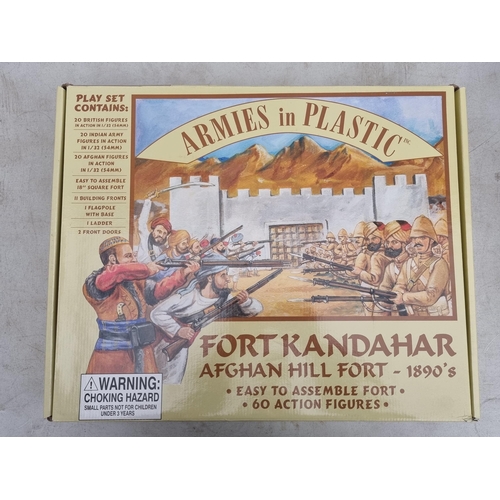 PLAY SET
CONTAINS:
20 BRITISH FIGURES
IN ACTION IN 1/32 (54MM)
20 INDIAN ARMY
FIGURES IN ACTION
IN 1/32 (54MM)
20 AFGHAN FIGURES
IN ACTION
IN 1/32 (54MM)
EASY TO ASSEMBLE
18" SQUARE FORT
11 BUILDING FRONTS
1 FLAGPOLE
WITH BASE
1 LADDER
2 FRONT DOORS
ARMIES in PLASTIC INC.
FORT KANDAHAR
AFGHAN HILL FORT - 1890's
• EASY TO ASSEMBLE FORT •
• 60 ACTION FIGURES •
WARNING:
CHOKING HAZARD
SMALL PARTS NOT FOR CHILDREN
UNDER 3 YEARS